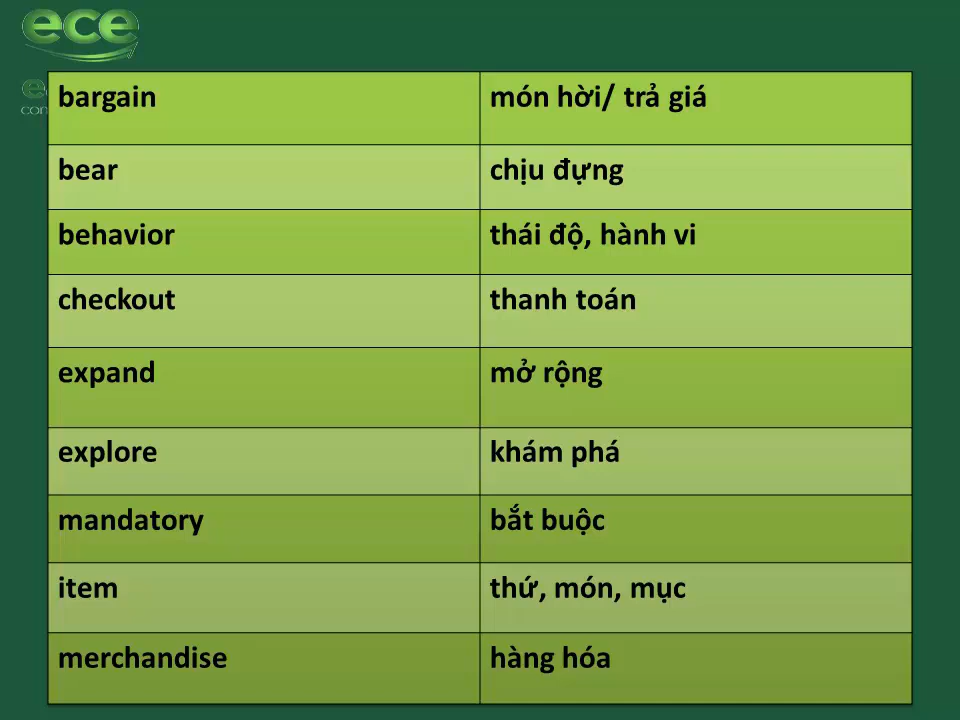 ece
bargain món hời/ trả giá
bear chịu đựng
behavior thái độ, hành vi
checkout thanh toán
expand mở rộng
explore khám phá
mandatory bắt buộc
item thứ, món, mục
merchandise hàng hóa